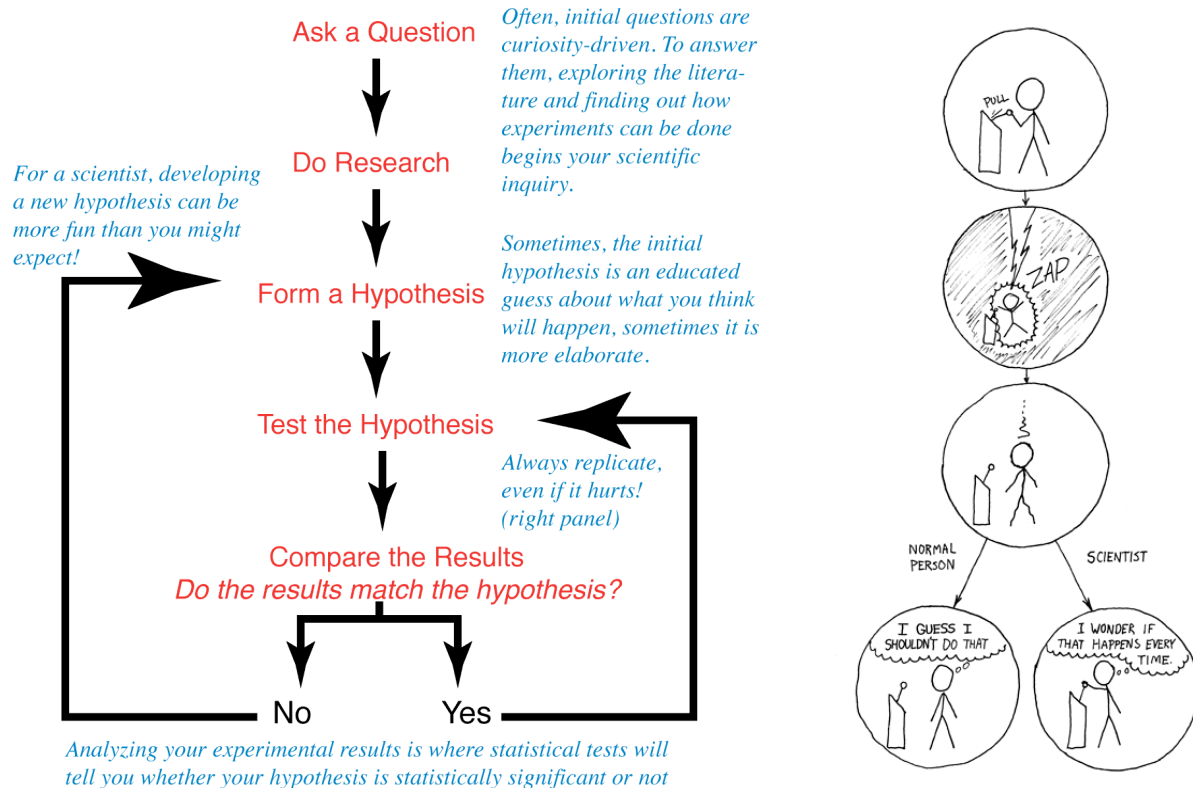 Ask a Question
Often, initial questions are
curiosity-driven. To answer
them, exploring the litera-
ture and finding out how
experiments can be done
begins your scientific
inquiry.
Do Research
For a scientist, developing
a new hypothesis can be
more fun than you might
expect!
Form a Hypothesis
Sometimes, the initial
hypothesis is an educated
guess about what you think
will happen, sometimes it is
more elaborate.
Test the Hypothesis
Always replicate,
even if it hurts!
(right panel)
Compare the Results
Do the results match the hypothesis?
No
Yes
Analyzing your experimental results is where statistical tests will
tell you whether your hypothesis is statistically significant or not
PULL
ZAP
NORMAL
PERSON
SCIENTIST
I GUESS I
SHOULDN'T DO THAT
I WONDER IF
THAT HAPPENS EVERY
TIME.